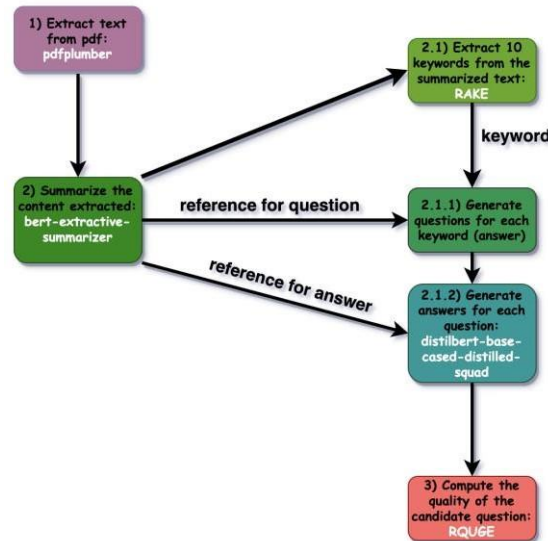 1) Extract text
from pdf:
pdfplumber
2.1) Extract 10
keywords from the
summarized text:
RAKE
keyword
2) Summarize the
content extracted:
bert-extractive-
summarizer
reference for question
2.1.1) Generate
questions for each
keyword (answer)
reference for answer
2.1.2) Generate
answers for each
question:
distilbert-base-
cased-distilled-
squad
3) Compute the
quality of the
candidate question:
RQUGE